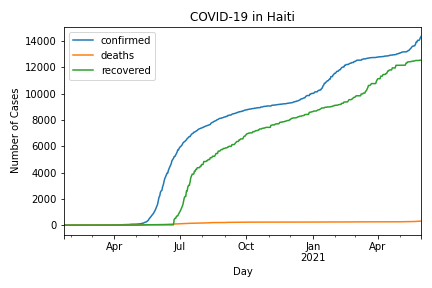 COVID-19 in Haiti
confirmed
deaths
recovered
Number of Cases
14000
12000
10000
8000
6000
4000
2000
0
Apr
Jul
Oct
Jan
2021
Apr
Day